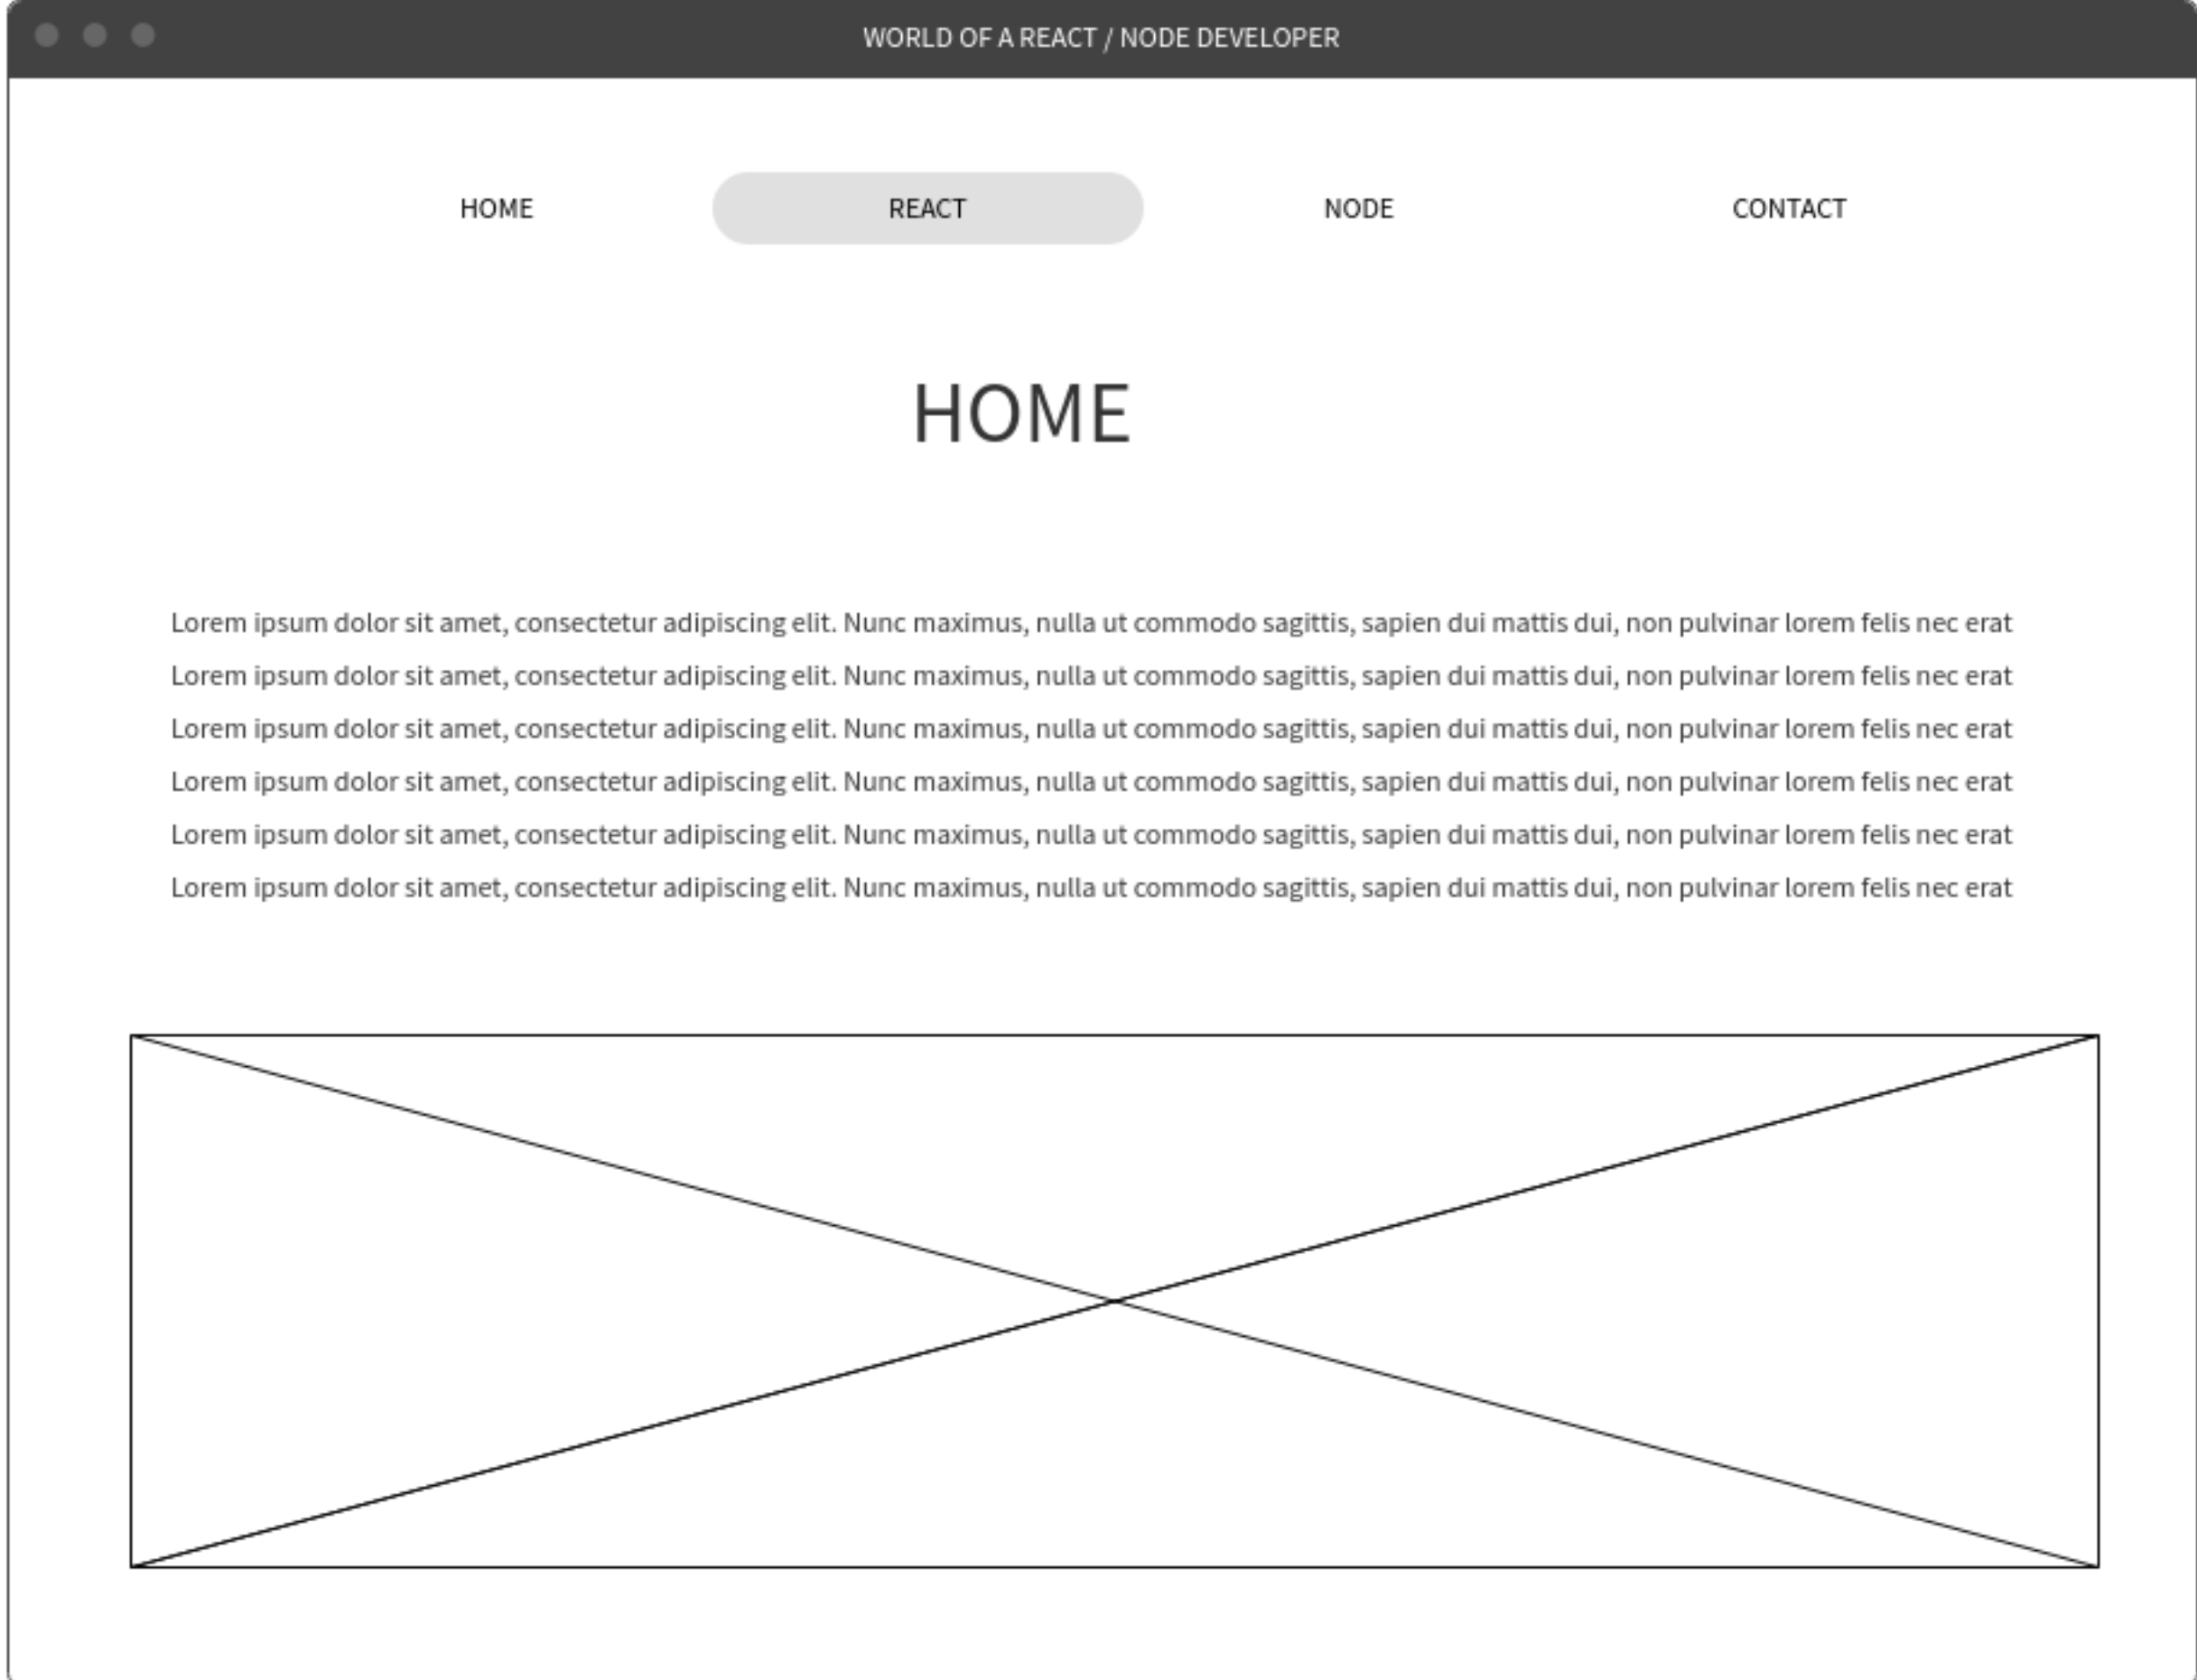 WORLD OF A REACT / NODE DEVELOPER
HOME REACT NODE CONTACT
HOME
Lorem ipsum dolor sit amet, consectetur adipiscing elit. Nunc maximus, nulla ut commodo sagittis, sapien dui mattis dui, non pulvinar lorem felis nec erat
Lorem ipsum dolor sit amet, consectetur adipiscing elit. Nunc maximus, nulla ut commodo sagittis, sapien dui mattis dui, non pulvinar lorem felis nec erat
Lorem ipsum dolor sit amet, consectetur adipiscing elit. Nunc maximus, nulla ut commodo sagittis, sapien dui mattis dui, non pulvinar lorem felis nec erat
Lorem ipsum dolor sit amet, consectetur adipiscing elit. Nunc maximus, nulla ut commodo sagittis, sapien dui mattis dui, non pulvinar lorem felis nec erat
Lorem ipsum dolor sit amet, consectetur adipiscing elit. Nunc maximus, nulla ut commodo sagittis, sapien dui mattis dui, non pulvinar lorem felis nec erat
Lorem ipsum dolor sit amet, consectetur adipiscing elit. Nunc maximus, nulla ut commodo sagittis, sapien dui mattis dui, non pulvinar lorem felis nec erat